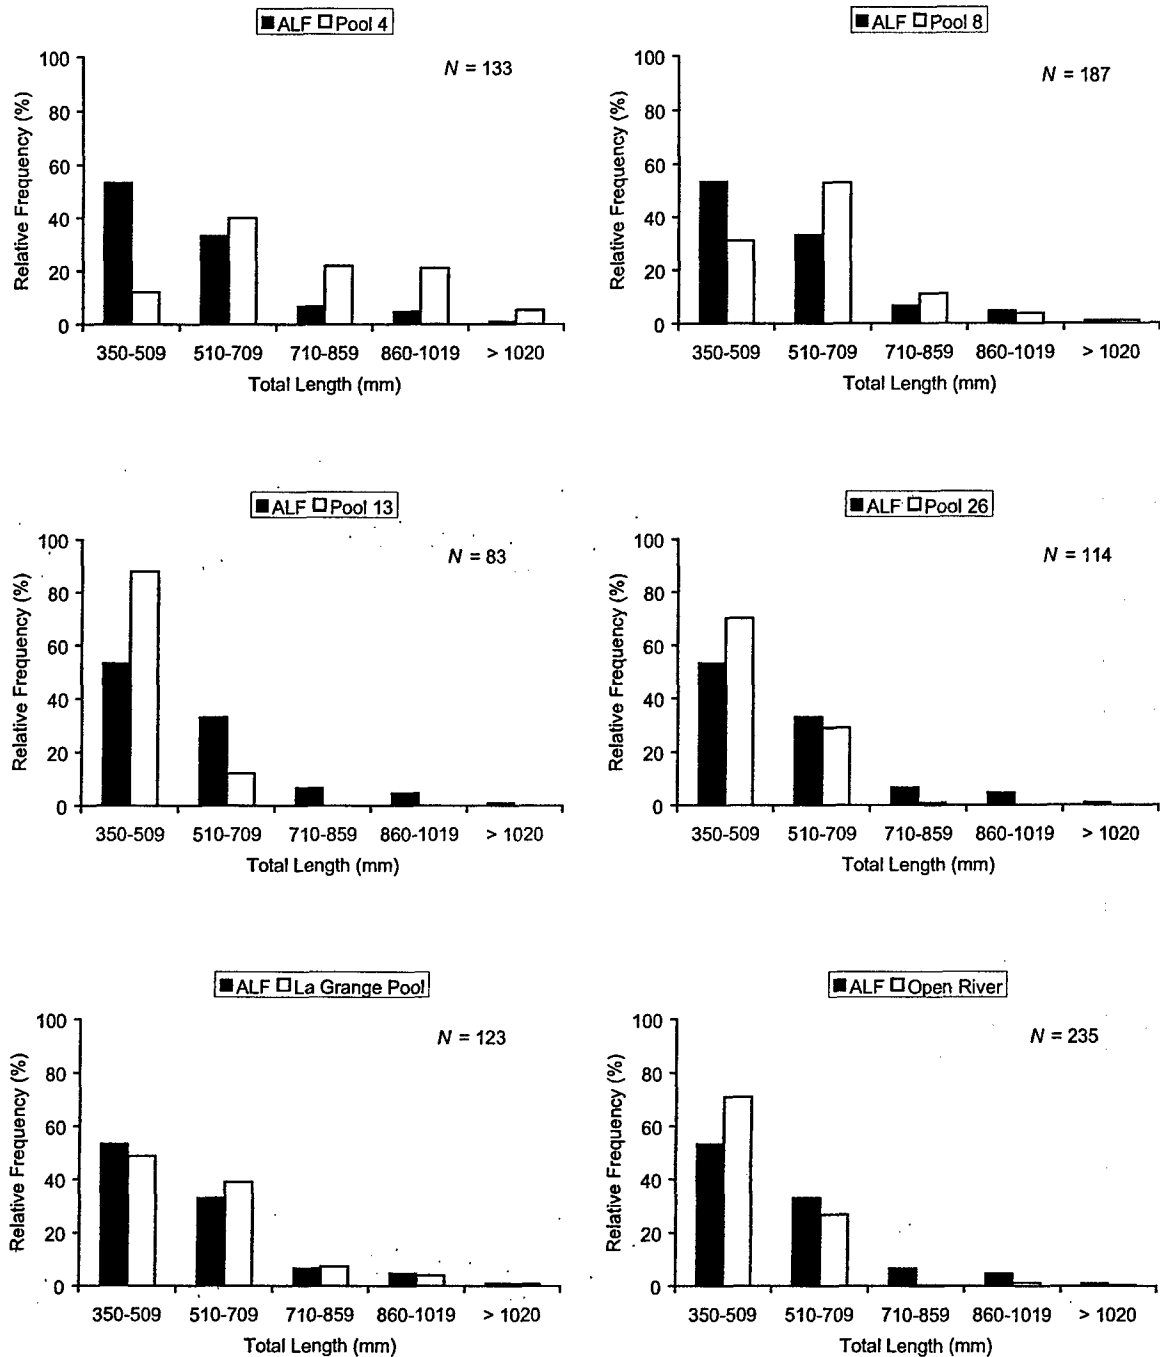 ALF Pool 4
N = 133
Relative Frequency (%)
100
80
60
40
20
0
350-509 510-709 710-859 860-1019 > 1020
Total Length (mm)
ALF Pool 8
N = 187
Relative Frequency (%)
100
80
60
40
20
0
350-509 510-709 710-859 860-1019 > 1020
Total Length (mm)
ALF Pool 13
N = 83
Relative Frequency (%)
100
80
60
40
20
0
350-509 510-709 710-859 860-1019 > 1020
Total Length (mm)
ALF Pool 26
N = 114
Relative Frequency (%)
100
80
60
40
20
0
350-509 510-709 710-859 860-1019 > 1020
Total Length (mm)
ALF La Grange Pool
N = 123
Relative Frequency (%)
100
80
60
40
20
0
350-509 510-709 710-859 860-1019 > 1020
Total Length (mm)
ALF Open River
N = 235
Relative Frequency (%)
100
80
60
40
20
0
350-509 510-709 710-859 860-1019 > 1020
Total Length (mm)